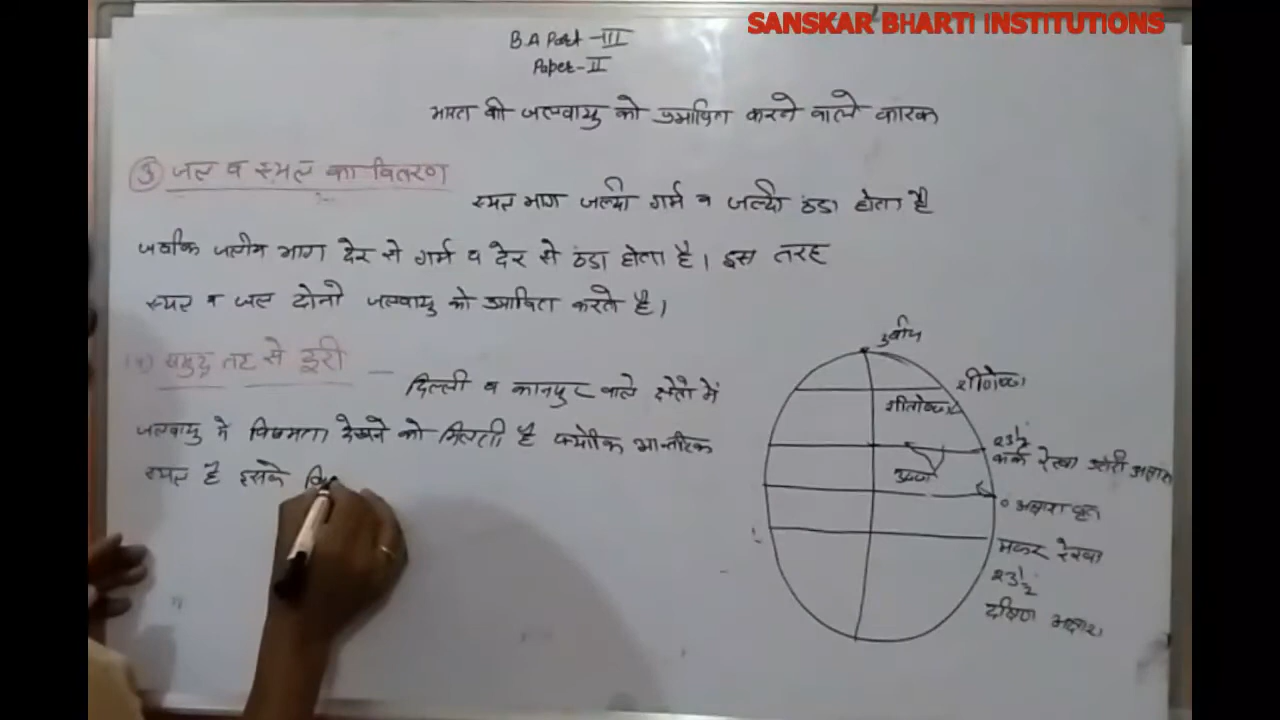 SANSKAR BHARTI INSTITUTIONS
B.A Part-III
Paper-II
भारत की जलवायु को प्रभावित करने वाले कारक
③ जल व स्थल का वितरण
स्थल भाग जल्दी गर्म व जल्दी ठंडा होता है
जबकि जलीय भाग देर से गर्म व देर से ठंडा होता है। इस तरह
स्थल व जल दोनो जलवायु को प्रभावित करते है।
समुद्र तट से दूरी —
दिल्ली व कानपुर वाले क्षेत्रो में
जलवायु मे विषमता देखने को मिलती है क्योकि आन्तरिक
स्थल है इसके वि
शीतोष्ण
23½
कर्क रेखा उत्तरी अक्षांश
उष्ण
0 अक्षांश वृत
मकर रेखा
23½
दक्षिण अक्षांश